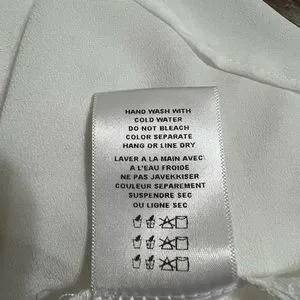 HAND WASH WITH
COLD WATER
DO NOT BLEACH
COLOR SEPARATE
HANG OR LINE DRY
LAVER A LA MAIN AVEC
A L'EAU FROIDE
NE PAS JAVEKKISER
COULEUR SEPAREMENT
SUSPENDRE SEC
OU LIGNE SEC